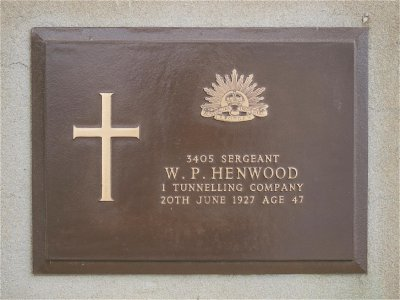 3405 SERGEANT
W. P. HENWOOD
1 TUNNELLING COMPANY
20TH JUNE 1927 AGE 47